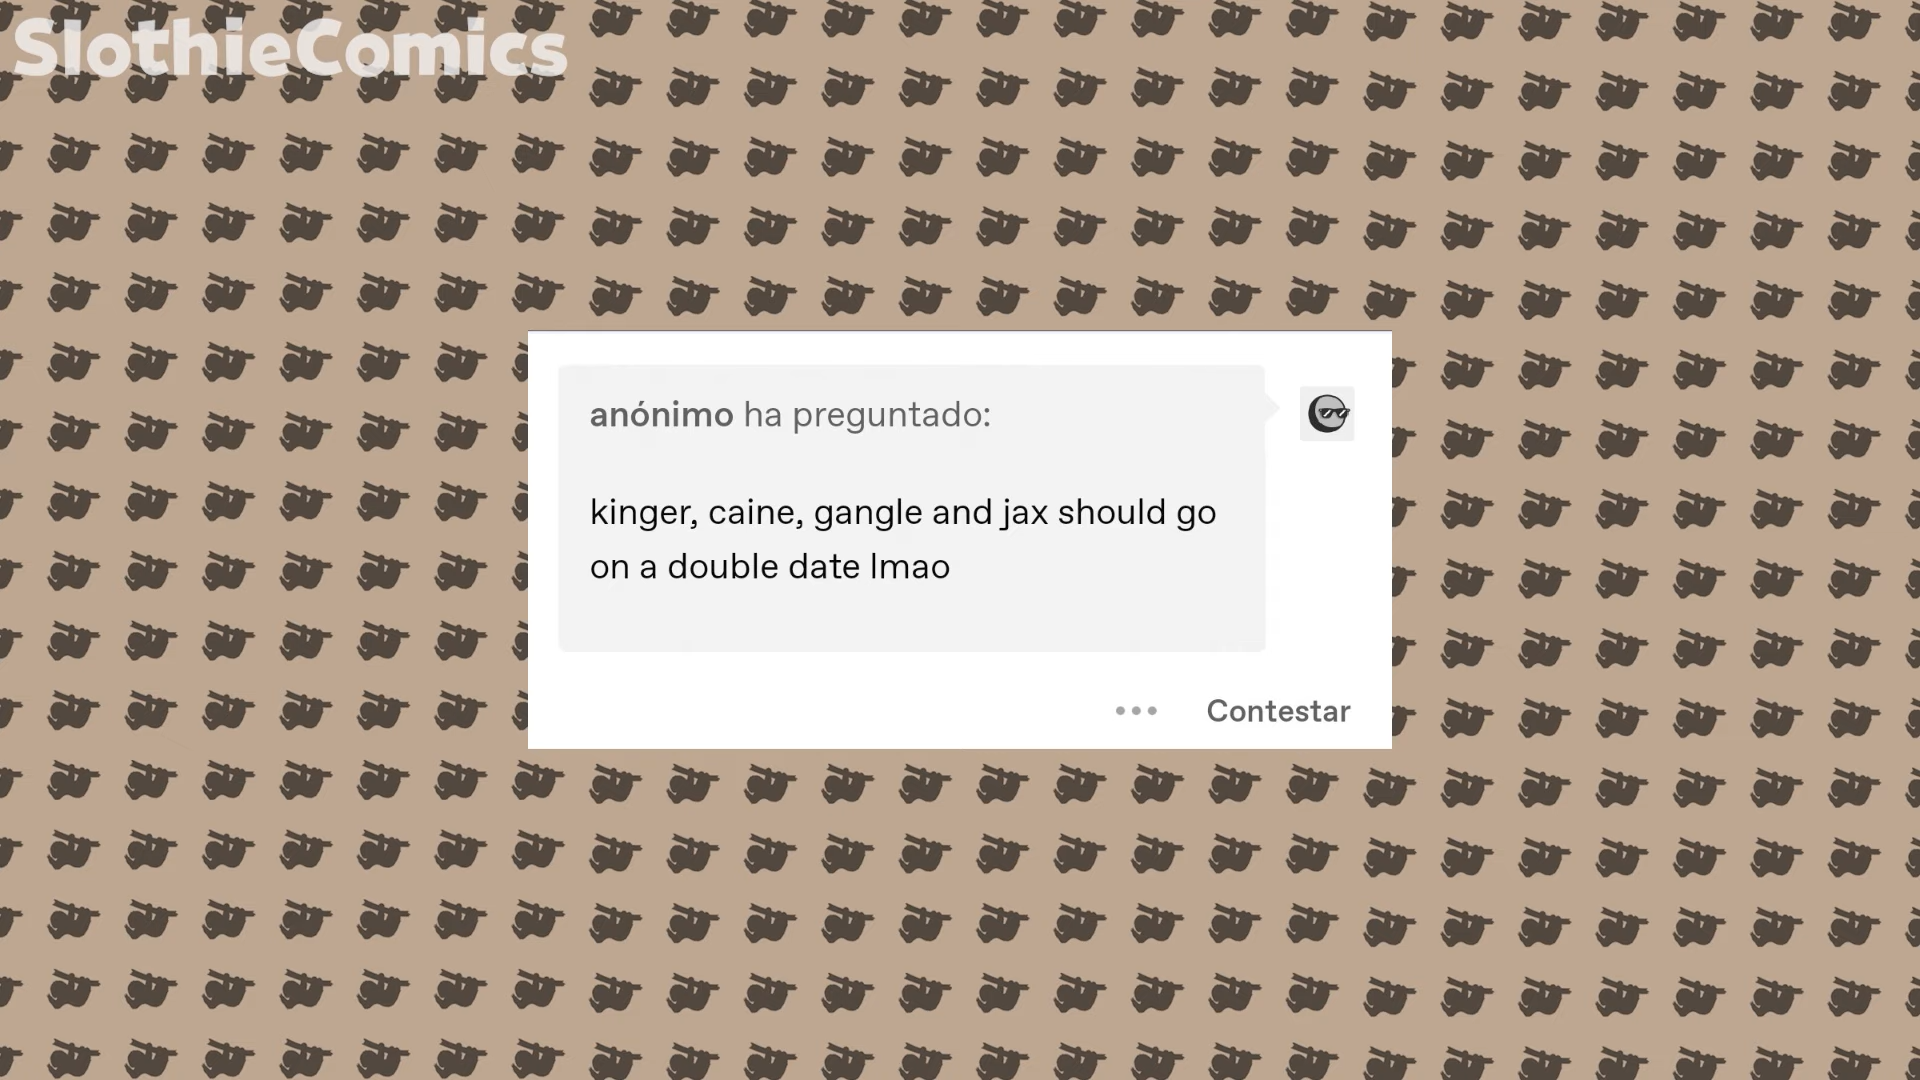 SlothieComics
anónimo ha preguntado:
kinger, caine, gangle and jax should go
on a double date lmao
Contestar